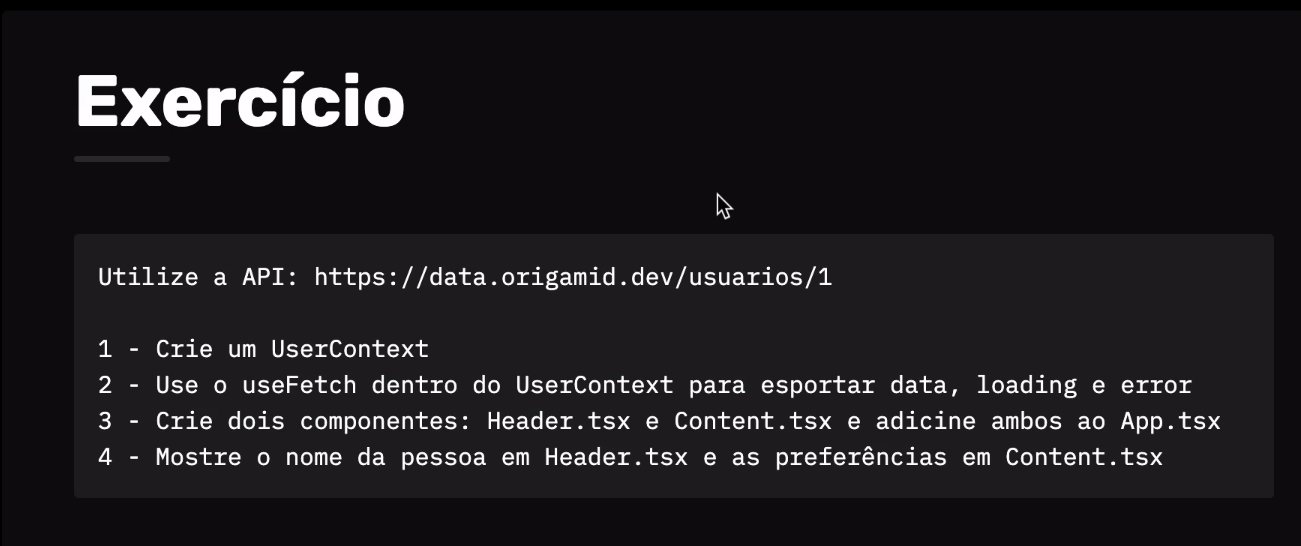 Exercício
Utilize a API: https://data.origamid.dev/usuarios/1
1 - Crie um UserContext
2 - Use o useFetch dentro do UserContext para esportar data, loading e error
3 - Crie dois componentes: Header.tsx e Content.tsx e adicine ambos ao App.tsx
4 - Mostre o nome da pessoa em Header.tsx e as preferências em Content.tsx